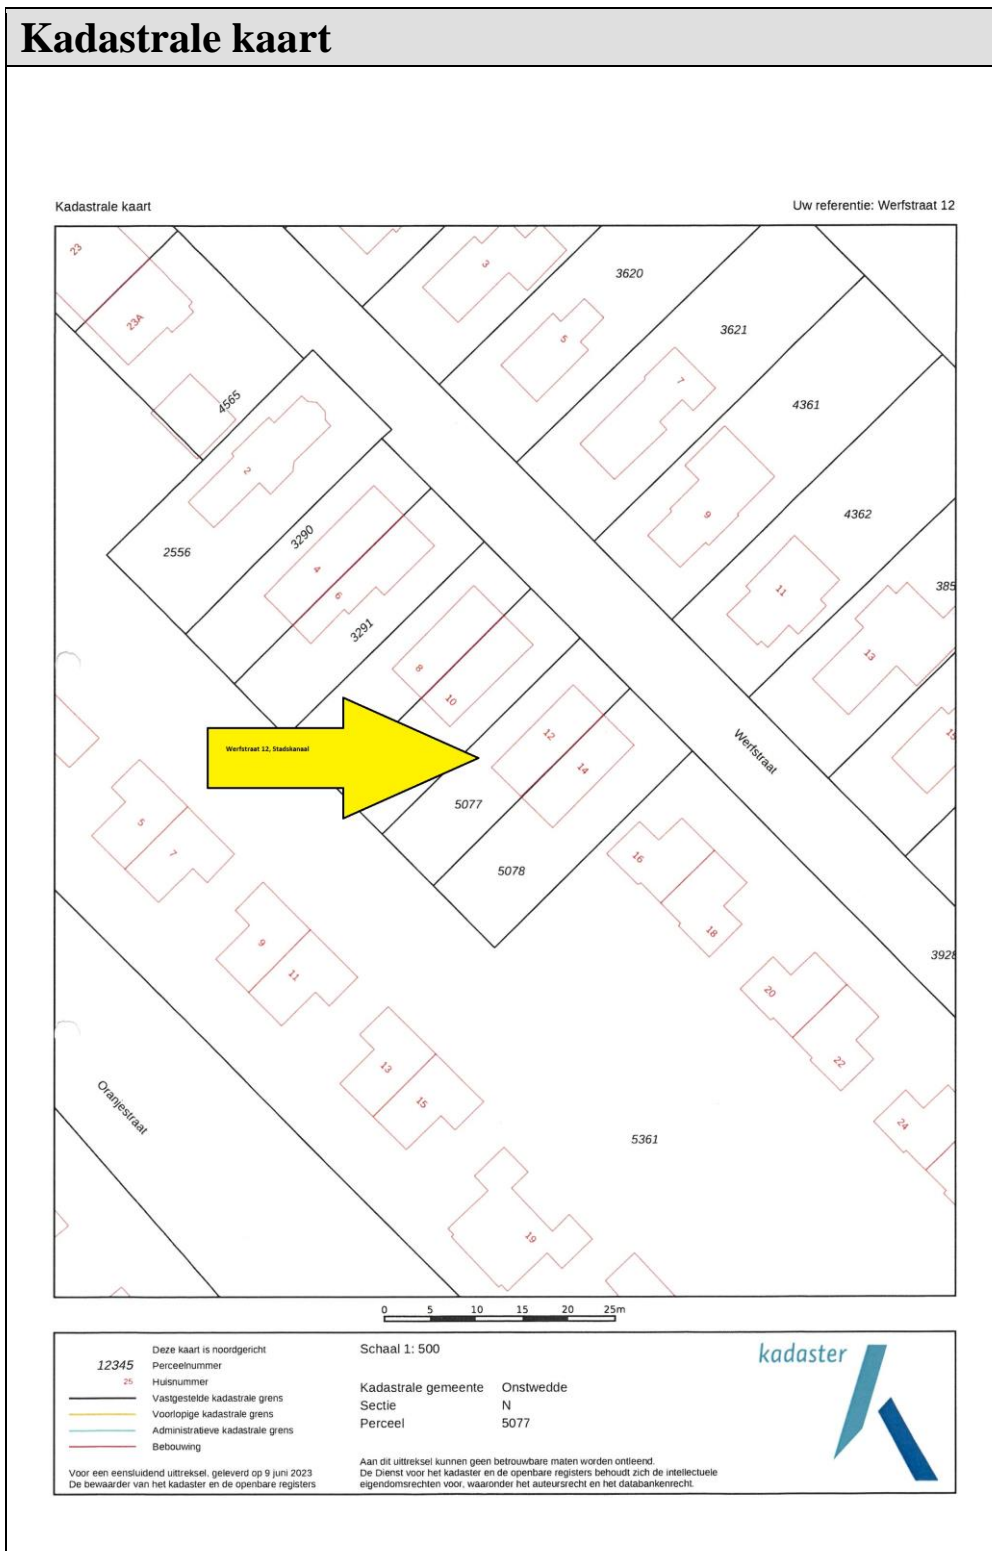 Kadastrale kaart
Kadastrale kaart
Uw referentie: Werfstraat 12
23
23A
4565
3
3620
5
3621
7
4361
2
9
4362
2556
3290
4
6
3291
11
385
13
8
10
15
Werfstraat
Werfstraat 12, Stadskanaal
12
14
5077
5078
5
7
16
18
9
11
3928
20
22
13
15
24
Oranjestraat
5361
19
0 5 10 15 20 25m
Deze kaart is noordgericht
12345 Perceelnummer
25 Huisnummer
Vastgestelde kadastrale grens
Voorlopige kadastrale grens
Administratieve kadastrale grens
Bebouwing
Voor een eensluidend uittreksel, geleverd op 9 juni 2023
De bewaarder van het kadaster en de openbare registers
Schaal 1: 500
Kadastrale gemeente Onstwedde
Sectie N
Perceel 5077
Aan dit uittreksel kunnen geen betrouwbare maten worden ontleend.
De Dienst voor het kadaster en de openbare registers behoudt zich de intellectuele
eigendomsrechten voor, waaronder het auteursrecht en het databankenrecht.
kadaster